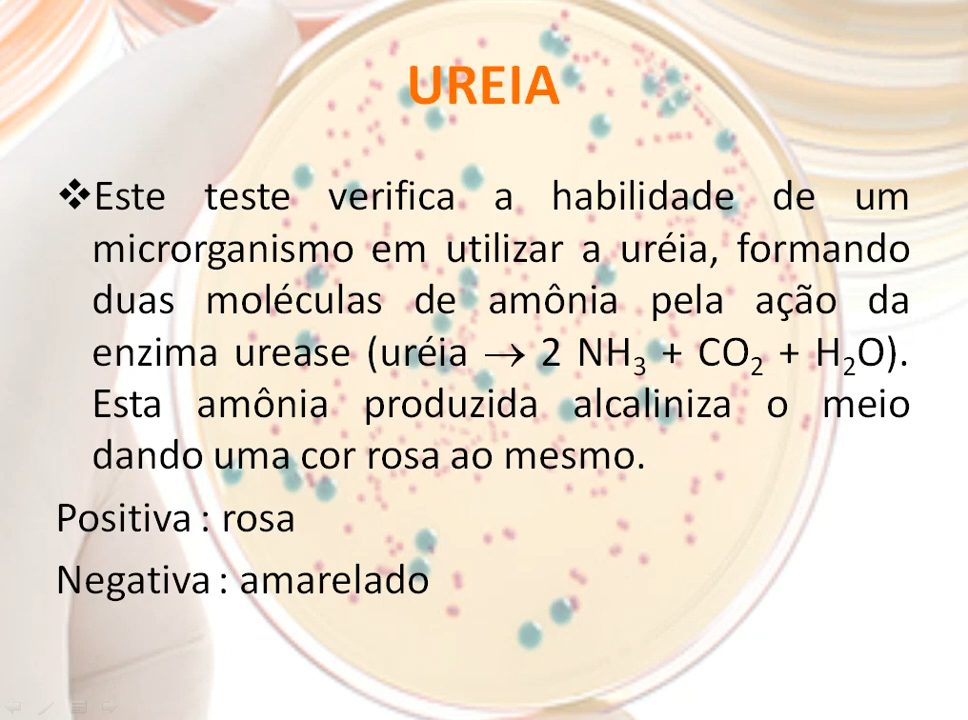 UREIA
❖Este teste verifica a habilidade de um
microrganismo em utilizar a uréia, formando
duas moléculas de amônia pela ação da
enzima urease (uréia → 2 NH₃ + CO₂ + H₂O).
Esta amônia produzida alcaliniza o meio
dando uma cor rosa ao mesmo.
Positiva : rosa
Negativa : amarelado